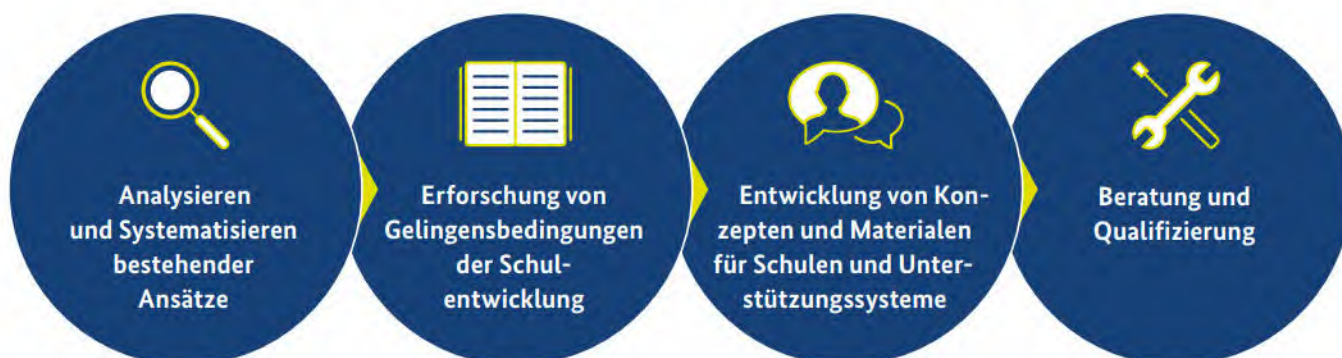 Analysieren
und Systematisieren
bestehender
Ansätze
Erforschung von
Gelingensbedingungen
der Schul-
entwicklung
Entwicklung von Kon-
zepten und Materialen
für Schulen und Unter-
stützungssysteme
Beratung und
Qualifizierung